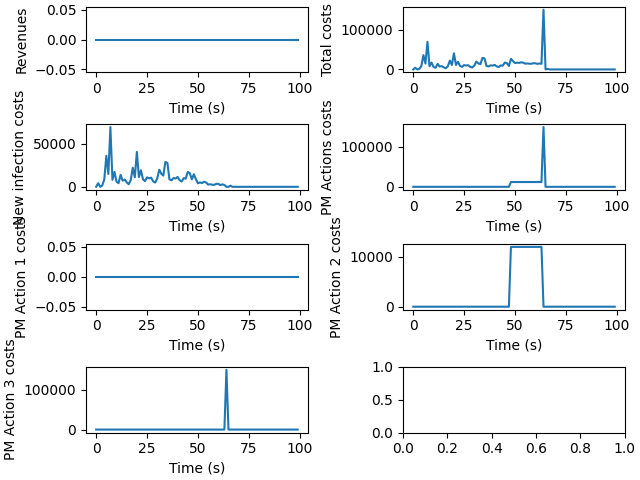 Revenues
0.05
0.00
−0.05
0 25 50 75 100
Time (s)
Total costs
100000
0
0 25 50 75 100
Time (s)
New infection costs
50000
0
0 25 50 75 100
Time (s)
PM Actions costs
100000
0
0 25 50 75 100
Time (s)
PM Action 1 costs
0.05
0.00
−0.05
0 25 50 75 100
Time (s)
PM Action 2 costs
10000
0
0 25 50 75 100
Time (s)
PM Action 3 costs
100000
0
0 25 50 75 100
Time (s)
1.0
0.5
0.0
0.0 0.2 0.4 0.6 0.8 1.0